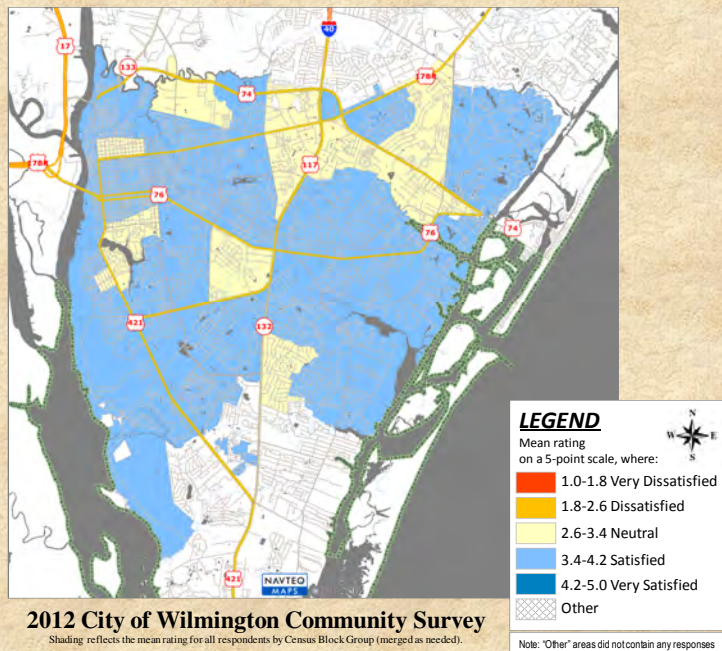 17
133
40
74
178R
117
178R
76
76
74
421
132
421
NAVTEQ
MAPS
LEGEND
N
W E
S
Mean rating
on a 5-point scale, where:
1.0-1.8 Very Dissatisfied
1.8-2.6 Dissatisfied
2.6-3.4 Neutral
3.4-4.2 Satisfied
4.2-5.0 Very Satisfied
Other
Note: "Other" areas did not contain any responses
2012 City of Wilmington Community Survey
Shading reflects the mean rating for all respondents by Census Block Group (merged as needed).